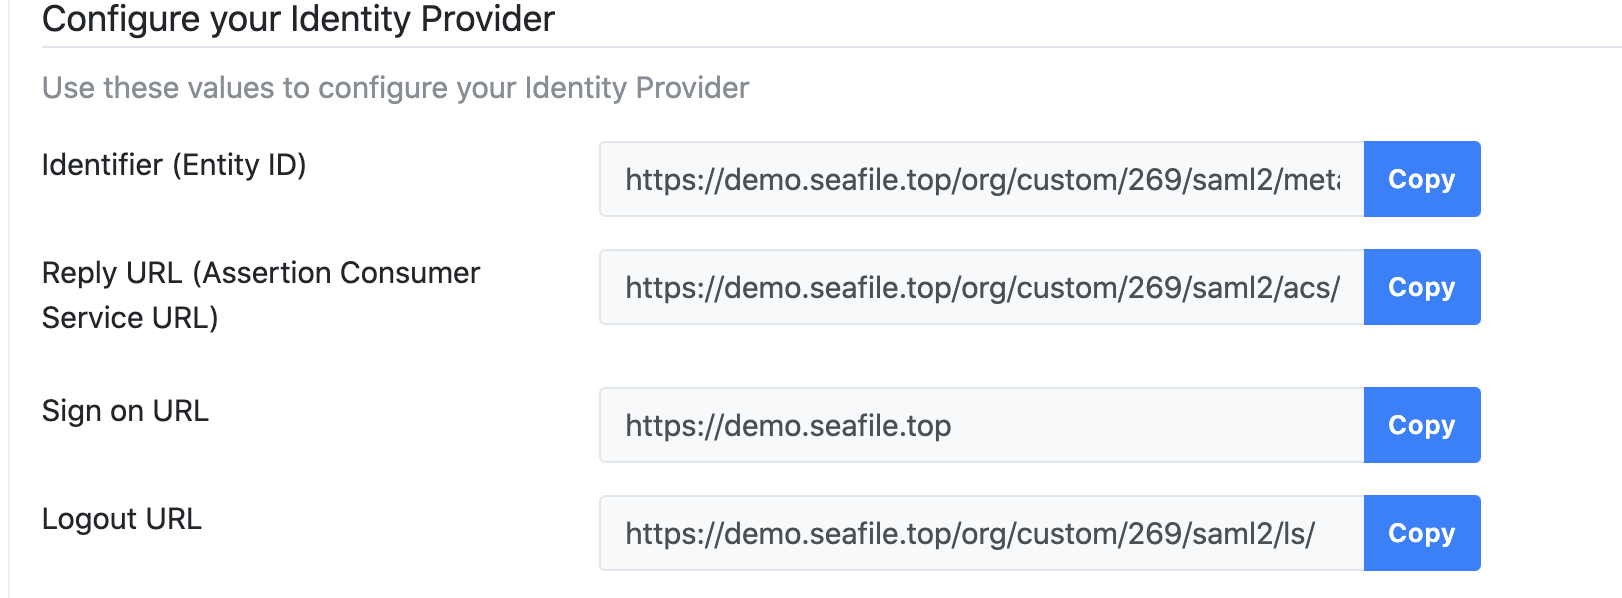 Configure your Identity Provider
Use these values to configure your Identity Provider
Identifier (Entity ID)
https://demo.seafile.top/org/custom/269/saml2/meta
Copy
Reply URL (Assertion Consumer
Service URL)
https://demo.seafile.top/org/custom/269/saml2/acs/
Copy
Sign on URL
https://demo.seafile.top
Copy
Logout URL
https://demo.seafile.top/org/custom/269/saml2/ls/
Copy